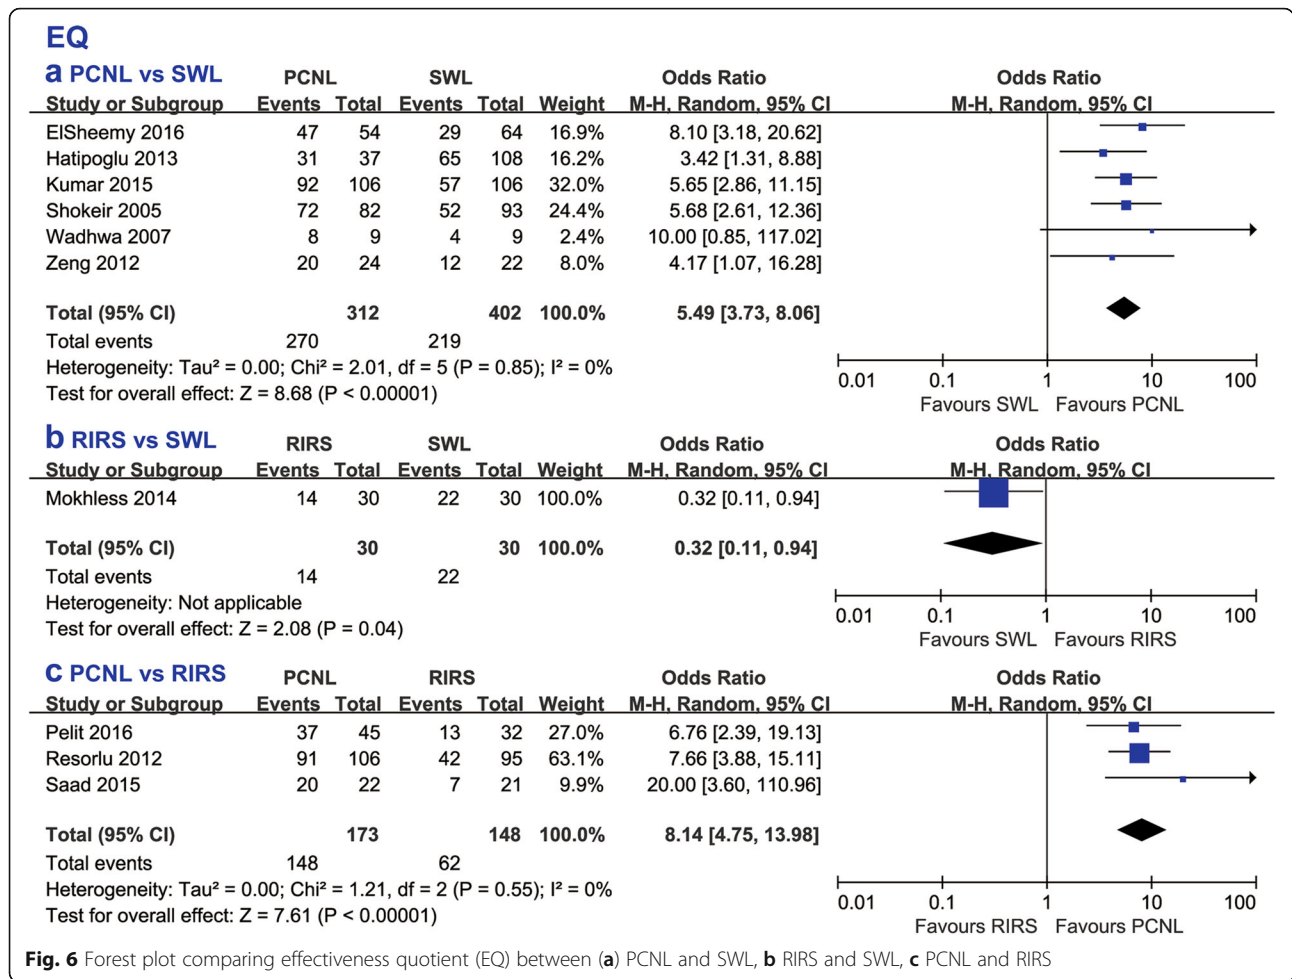 EQ
a PCNL vs SWL PCNL SWL Odds Ratio Odds Ratio
Study or Subgroup Events Total Events Total Weight M-H, Random, 95% CI M-H, Random, 95% CI
ElSheemy 2016 47 54 29 64 16.9% 8.10 [3.18, 20.62]
Hatipoglu 2013 31 37 65 108 16.2% 3.42 [1.31, 8.88]
Kumar 2015 92 106 57 106 32.0% 5.65 [2.86, 11.15]
Shokeir 2005 72 82 52 93 24.4% 5.68 [2.61, 12.36]
Wadhwa 2007 8 9 4 9 2.4% 10.00 [0.85, 117.02]
Zeng 2012 20 24 12 22 8.0% 4.17 [1.07, 16.28]
Total (95% CI) 312 402 100.0% 5.49 [3.73, 8.06]
Total events 270 219
Heterogeneity: Tau² = 0.00; Chi² = 2.01, df = 5 (P = 0.85); I² = 0%
Test for overall effect: Z = 8.68 (P < 0.00001)
0.01 0.1 1 10 100
Favours SWL Favours PCNL
b RIRS vs SWL RIRS SWL Odds Ratio Odds Ratio
Study or Subgroup Events Total Events Total Weight M-H, Random, 95% CI M-H, Random, 95% CI
Mokhless 2014 14 30 22 30 100.0% 0.32 [0.11, 0.94]
Total (95% CI) 30 30 100.0% 0.32 [0.11, 0.94]
Total events 14 22
Heterogeneity: Not applicable
Test for overall effect: Z = 2.08 (P = 0.04)
0.01 0.1 1 10 100
Favours SWL Favours RIRS
c PCNL vs RIRS PCNL RIRS Odds Ratio Odds Ratio
Study or Subgroup Events Total Events Total Weight M-H, Random, 95% CI M-H, Random, 95% CI
Pelit 2016 37 45 13 32 27.0% 6.76 [2.39, 19.13]
Resorlu 2012 91 106 42 95 63.1% 7.66 [3.88, 15.11]
Saad 2015 20 22 7 21 9.9% 20.00 [3.60, 110.96]
Total (95% CI) 173 148 100.0% 8.14 [4.75, 13.98]
Total events 148 62
Heterogeneity: Tau² = 0.00; Chi² = 1.21, df = 2 (P = 0.55); I² = 0%
Test for overall effect: Z = 7.61 (P < 0.00001)
0.01 0.1 1 10 100
Favours RIRS Favours PCNL
Fig. 6 Forest plot comparing effectiveness quotient (EQ) between (a) PCNL and SWL, b RIRS and SWL, c PCNL and RIRS